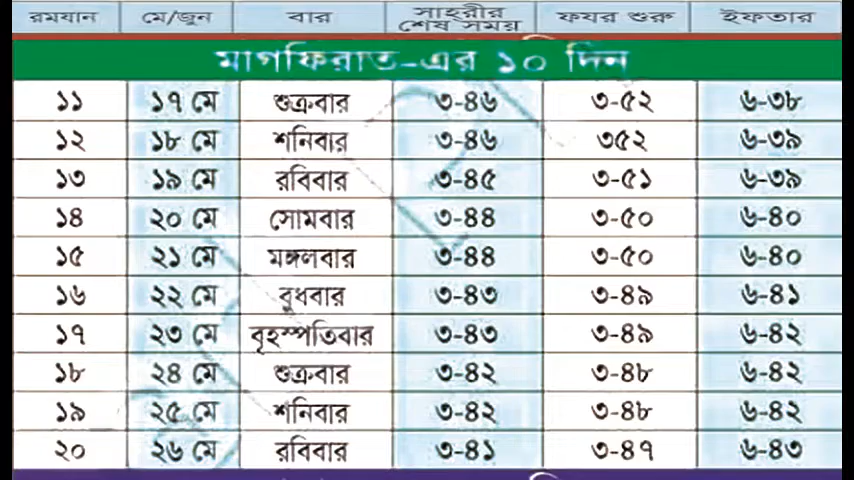 রমযান মে/জুন বার সাহরীর শেষ সময় ফযর শুরু ইফতার
মাগফিরাত-এর ১০ দিন
১১ ১৭ মে শুক্রবার ৩-৪৬ ৩-৫২ ৬-৩৮
১২ ১৮ মে শনিবার ৩-৪৬ ৩৫২ ৬-৩৯
১৩ ১৯ মে রবিবার ৩-৪৫ ৩-৫১ ৬-৩৯
১৪ ২০ মে সোমবার ৩-৪৪ ৩-৫০ ৬-৪০
১৫ ২১ মে মঙ্গলবার ৩-৪৪ ৩-৫০ ৬-৪০
১৬ ২২ মে বুধবার ৩-৪৩ ৩-৪৯ ৬-৪১
১৭ ২৩ মে বৃহস্পতিবার ৩-৪৩ ৩-৪৯ ৬-৪২
১৮ ২৪ মে শুক্রবার ৩-৪২ ৩-৪৮ ৬-৪২
১৯ ২৫ মে শনিবার ৩-৪২ ৩-৪৮ ৬-৪২
২০ ২৬ মে রবিবার ৩-৪১ ৩-৪৭ ৬-৪৩